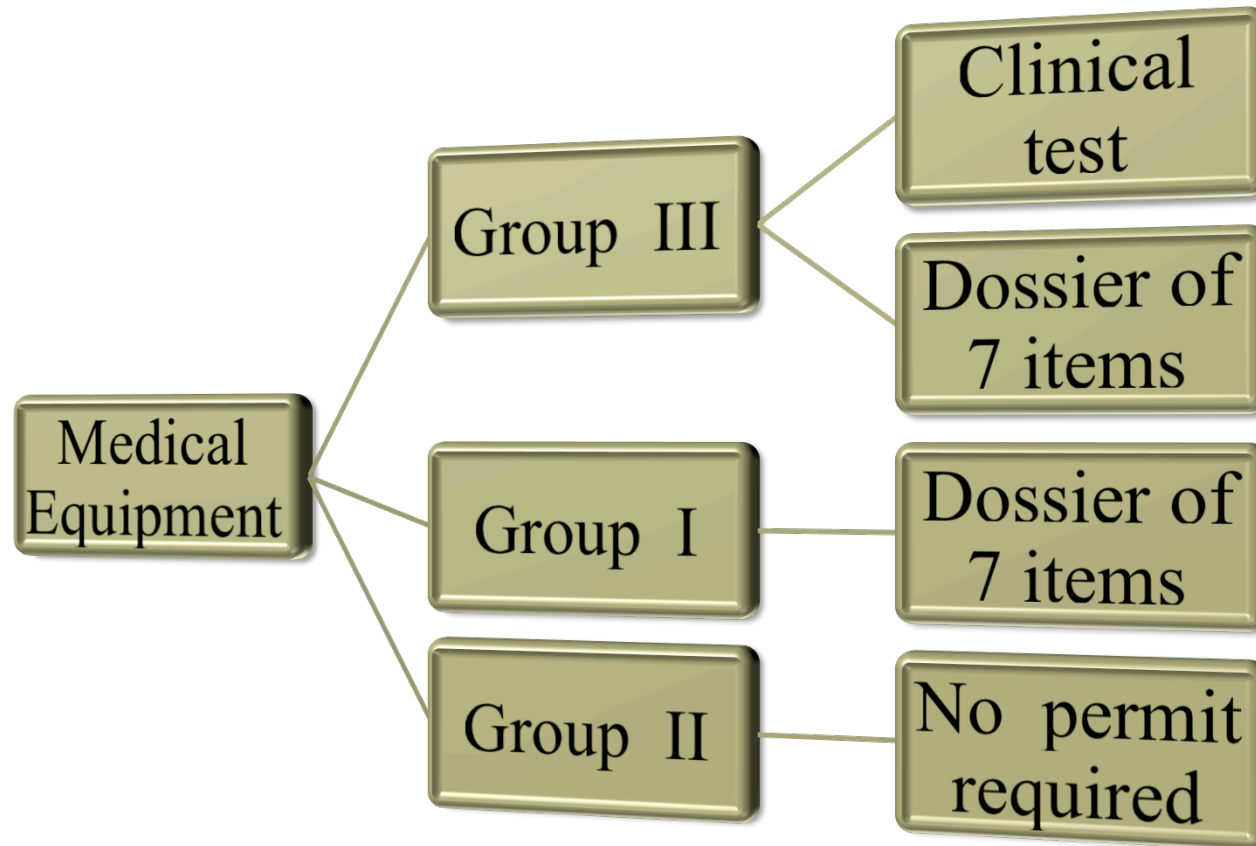 Medical
Equipment
Group III
Clinical
test
Dossier of
7 items
Group I
Dossier of
7 items
Group II
No permit
required